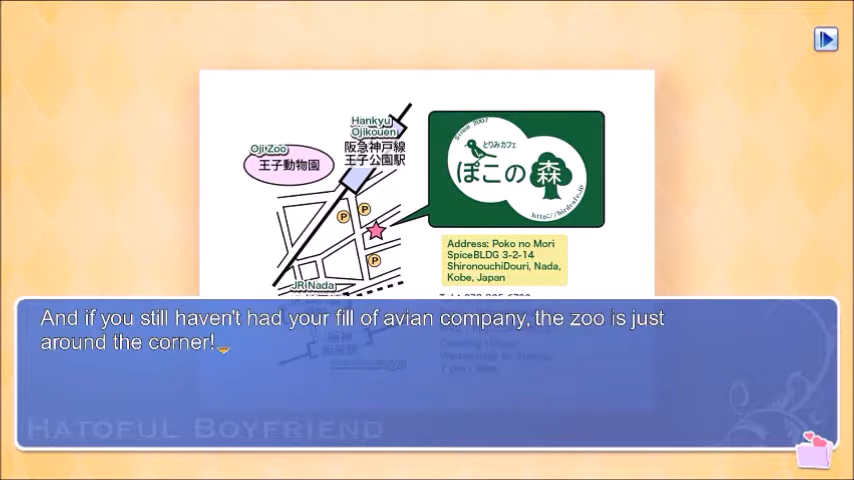 Hankyu
Ojikouen
阪急神戸線
王子公園駅
Oji Zoo
王子動物園
P
P
P
JR Nada
since 2007
とりみカフェ
ぽこの森
http://birdcafe.jp
Address: Poko no Mori
SpiceBLDG 3-2-14
ShironouchiDouri, Nada,
Kobe, Japan
And if you still haven't had your fill of avian company, the zoo is just
around the corner!
HATOFUL BOYFRIEND